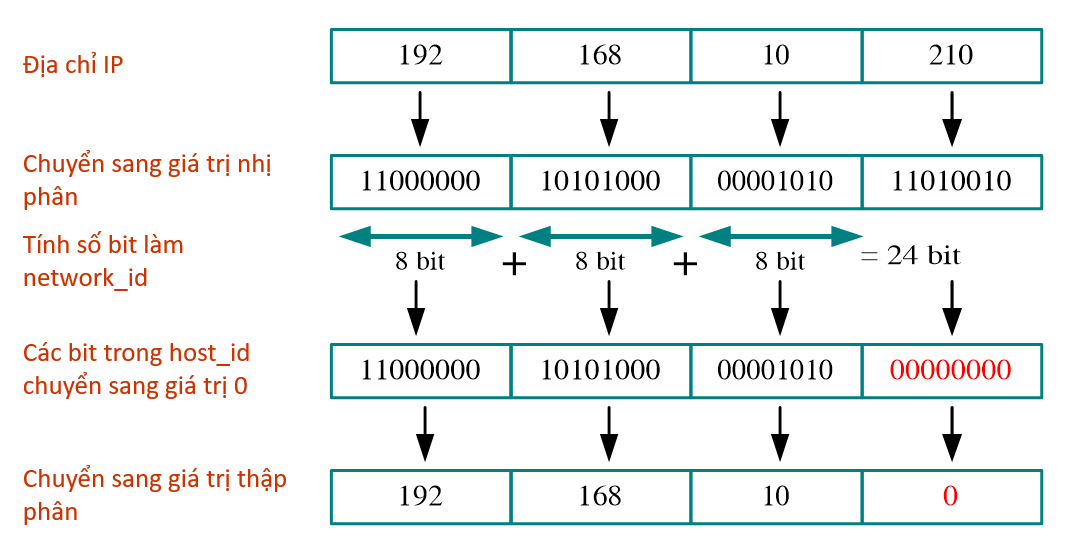 Địa chỉ IP
192 168 10 210
Chuyển sang giá trị nhị
phân
11000000 10101000 00001010 11010010
Tính số bit làm
network_id
8 bit + 8 bit + 8 bit = 24 bit
Các bit trong host_id
chuyển sang giá trị 0
11000000 10101000 00001010 00000000
Chuyển sang giá trị thập
phân
192 168 10 0